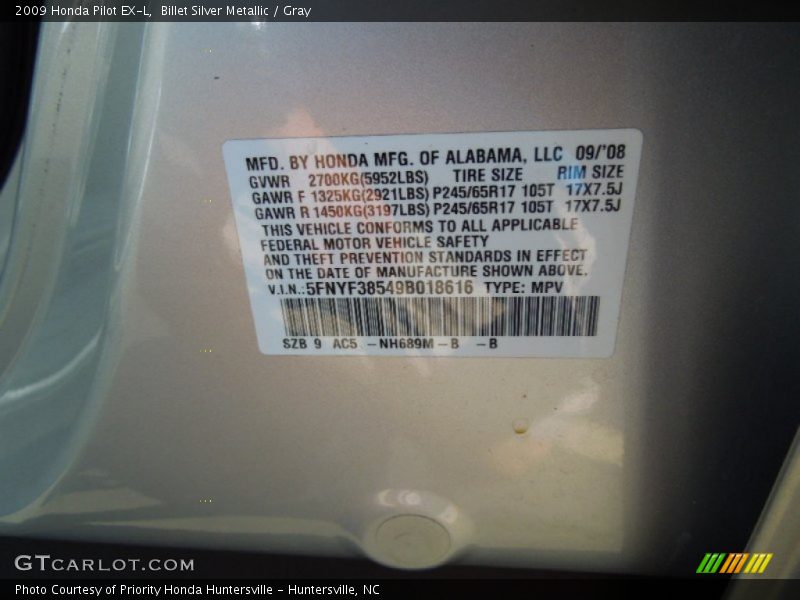 2009 Honda Pilot EX-L, Billet Silver Metallic / Gray
MFD. BY HONDA MFG. OF ALABAMA, LLC 09/'08
GVWR 2700KG(5952LBS) TIRE SIZE RIM SIZE
GAWR F 1325KG(2921LBS) P245/65R17 105T 17X7.5J
GAWR R 1450KG(3197LBS) P245/65R17 105T 17X7.5J
THIS VEHICLE CONFORMS TO ALL APPLICABLE
FEDERAL MOTOR VEHICLE SAFETY
AND THEFT PREVENTION STANDARDS IN EFFECT
ON THE DATE OF MANUFACTURE SHOWN ABOVE.
V.I.N.:5FNYF38549B018616 TYPE: MPV
SZB 9 AC5 -NH689M-B -B
GTCARLOT.COM
Photo Courtesy of Priority Honda Huntersville - Huntersville, NC